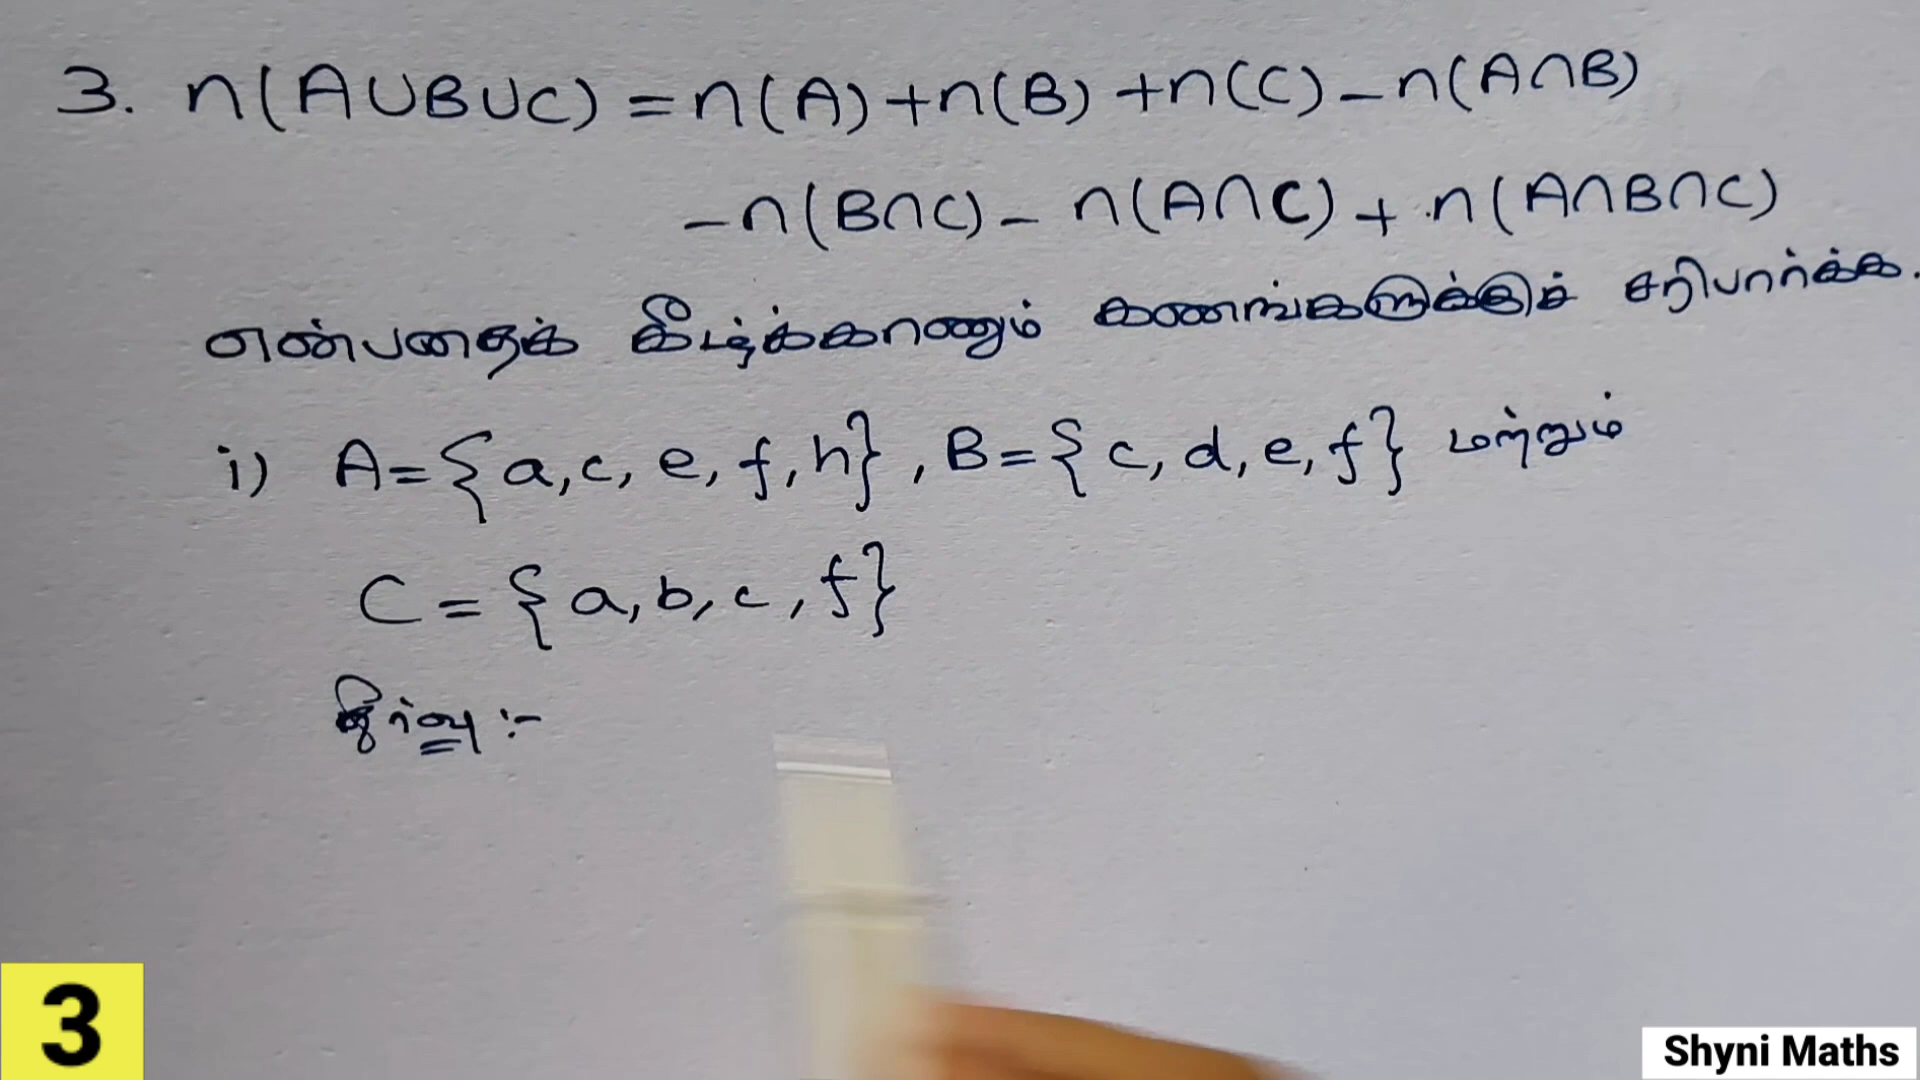 3. n(A∪B∪C) = n(A)+n(B)+n(C)-n(A∩B)
-n(B∩C) - n(A∩C) + n(A∩B∩C)
என்பதைக் கீழ்க்காணும் கணங்களுக்குச் சரிபார்க்க.
i) A={a,c,e,f,h}, B={c,d,e,f} மற்றும்
C={a,b,c,f}
தீர்வு :-
3
Shyni Maths